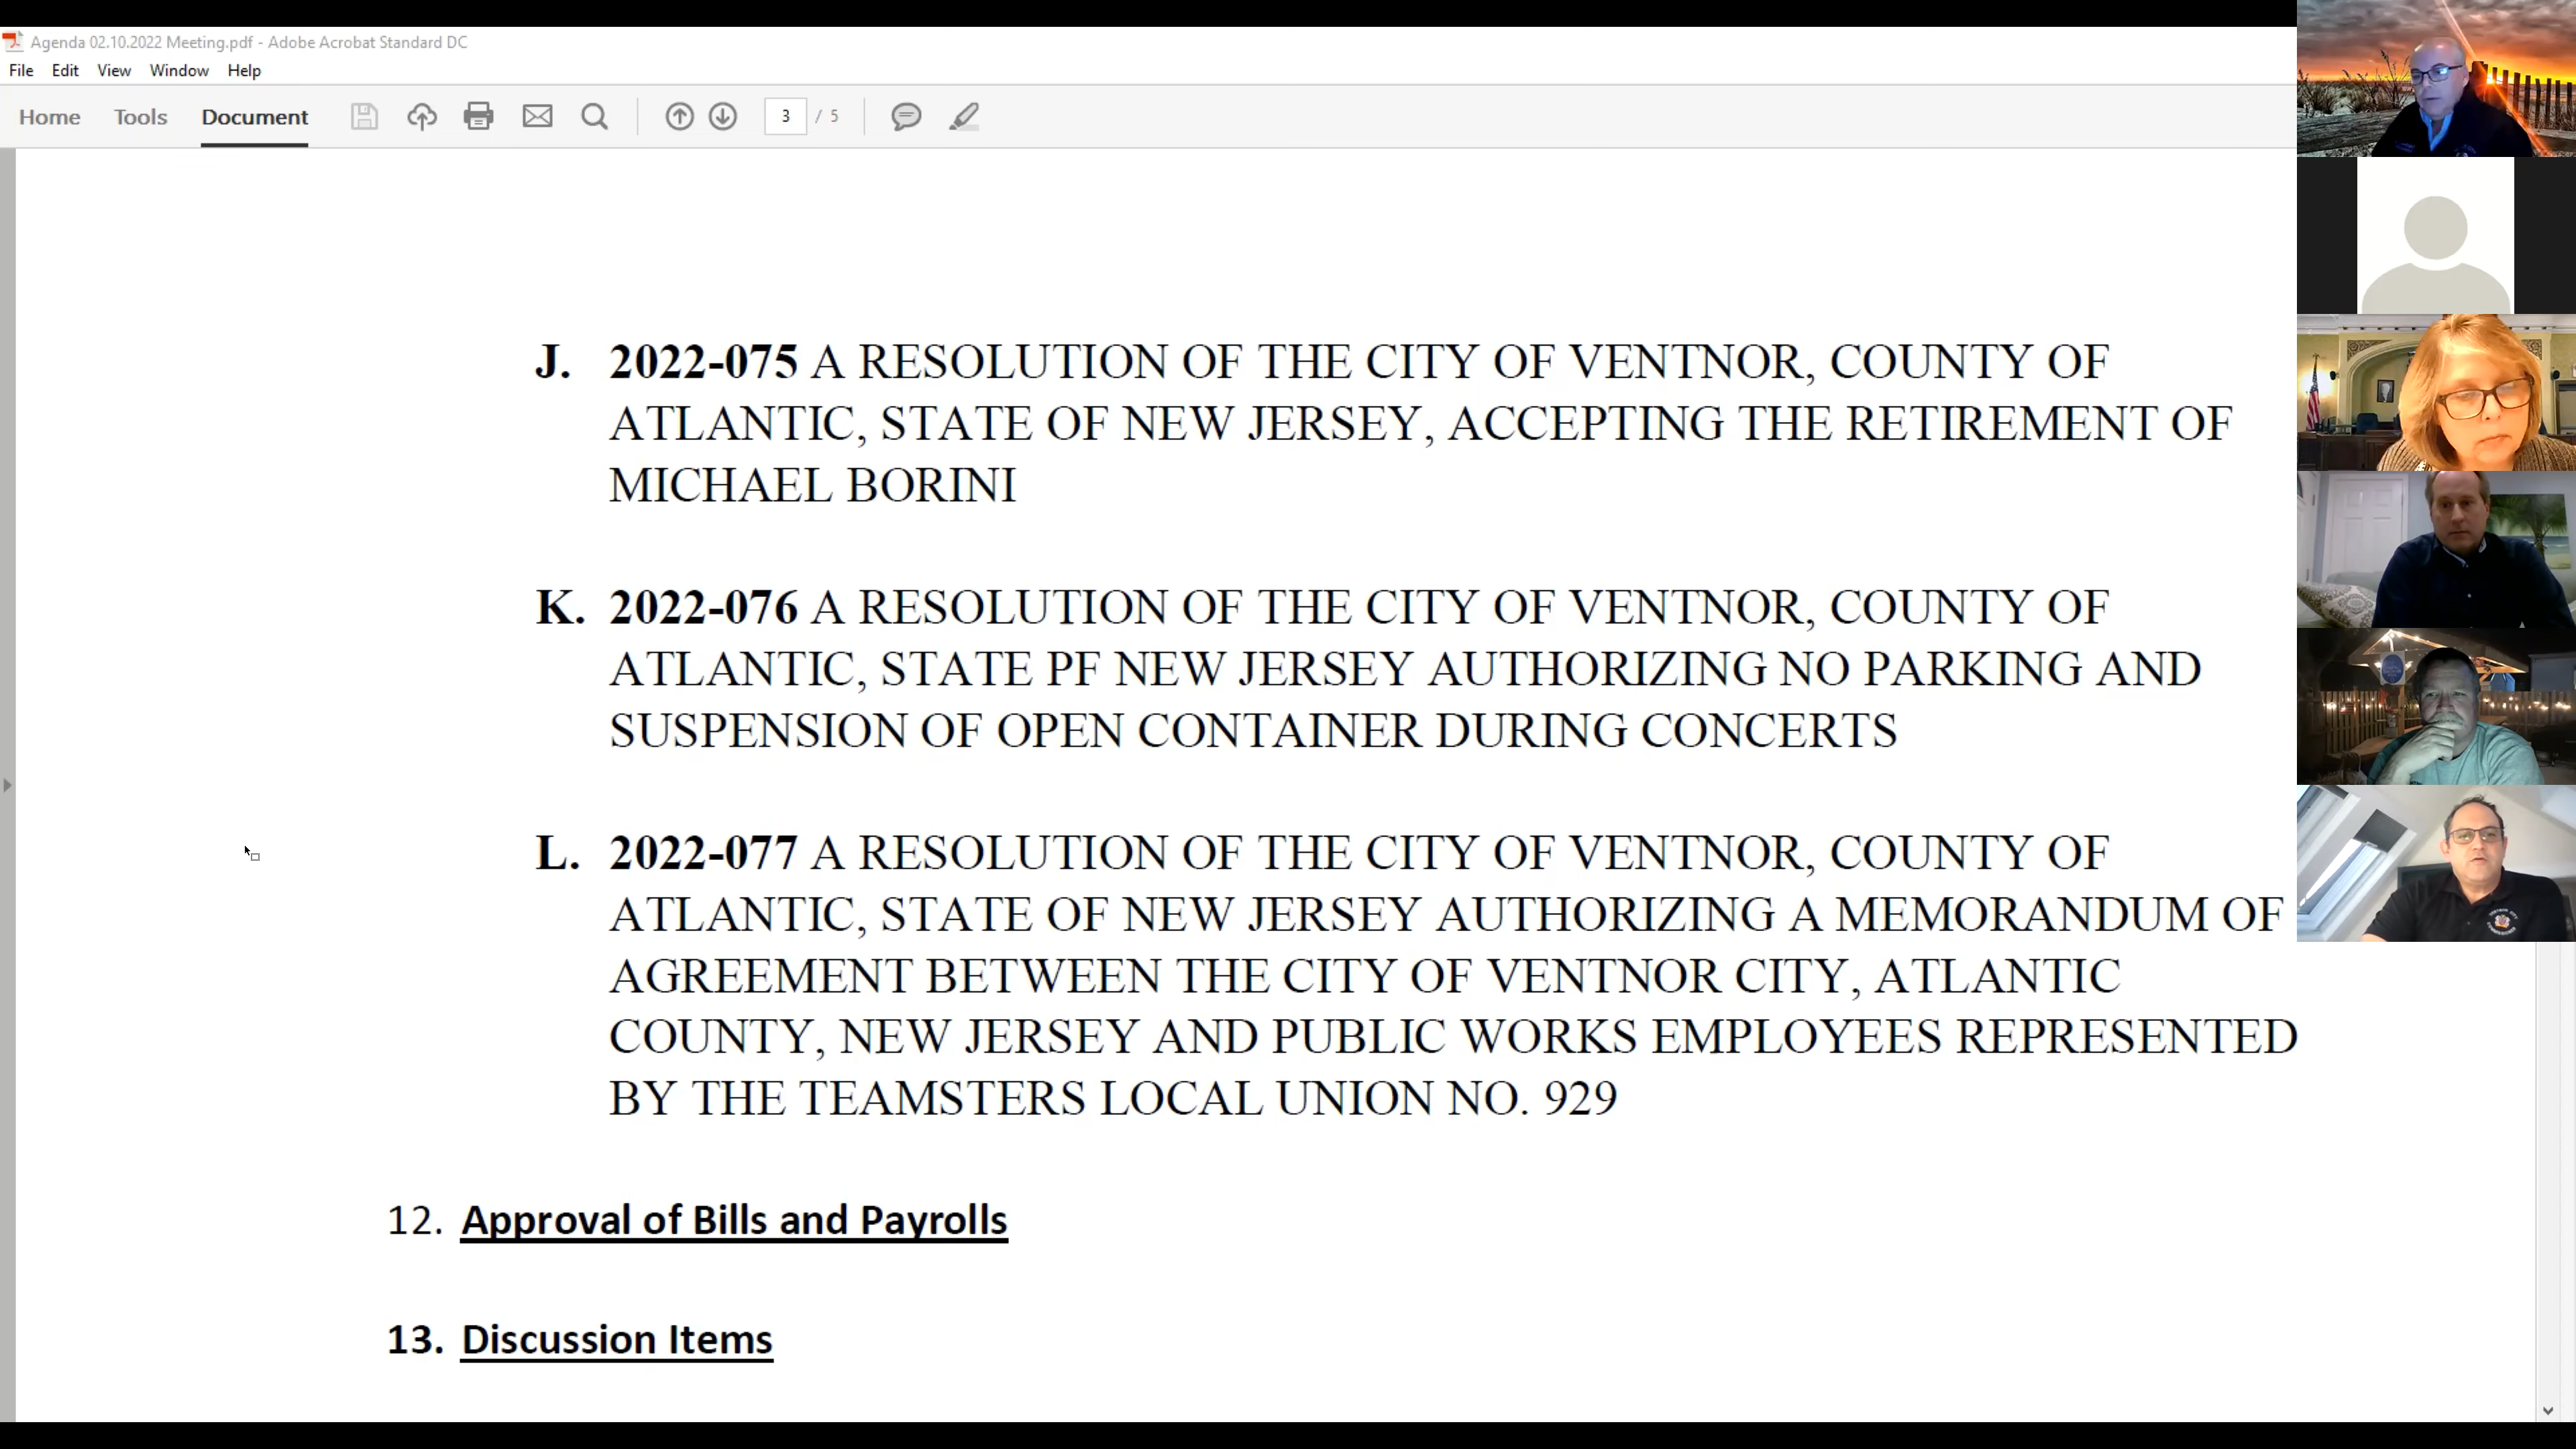 Agenda 02.10.2022 Meeting.pdf - Adobe Acrobat Standard DC
File Edit View Window Help
Home Tools Document 3 / 5
J. 2022-075 A RESOLUTION OF THE CITY OF VENTNOR, COUNTY OF
ATLANTIC, STATE OF NEW JERSEY, ACCEPTING THE RETIREMENT OF
MICHAEL BORINI
K. 2022-076 A RESOLUTION OF THE CITY OF VENTNOR, COUNTY OF
ATLANTIC, STATE PF NEW JERSEY AUTHORIZING NO PARKING AND
SUSPENSION OF OPEN CONTAINER DURING CONCERTS
L. 2022-077 A RESOLUTION OF THE CITY OF VENTNOR, COUNTY OF
ATLANTIC, STATE OF NEW JERSEY AUTHORIZING A MEMORANDUM OF
AGREEMENT BETWEEN THE CITY OF VENTNOR CITY, ATLANTIC
COUNTY, NEW JERSEY AND PUBLIC WORKS EMPLOYEES REPRESENTED
BY THE TEAMSTERS LOCAL UNION NO. 929
12. Approval of Bills and Payrolls
13. Discussion Items